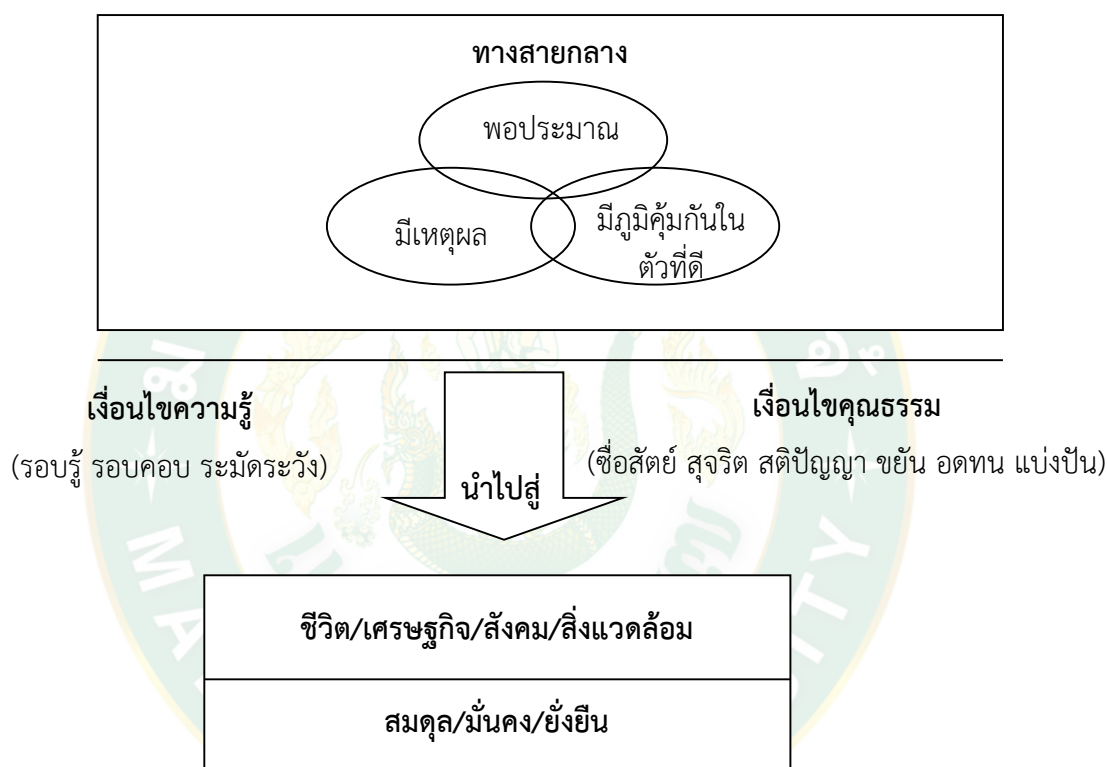 ทางสายกลาง
พอประมาณ
มีเหตุผล
มีภูมิคุ้มกันใน
ตัวที่ดี
เงื่อนไขความรู้
(รอบรู้ รอบคอบ ระมัดระวัง)
เงื่อนไขคุณธรรม
(ซื่อสัตย์ สุจริต สติปัญญา ขยัน อดทน แบ่งปัน)
นำไปสู่
ชีวิต/เศรษฐกิจ/สังคม/สิ่งแวดล้อม
สมดุล/มั่นคง/ยั่งยืน